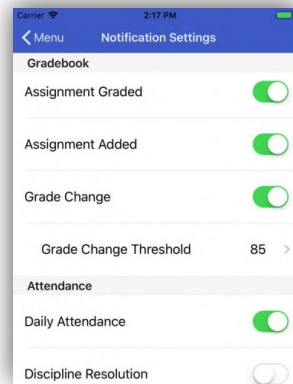 Carrier 2:17 PM
Menu Notification Settings
Gradebook
Assignment Graded
Assignment Added
Grade Change
Grade Change Threshold 85
Attendance
Daily Attendance
Discipline Resolution